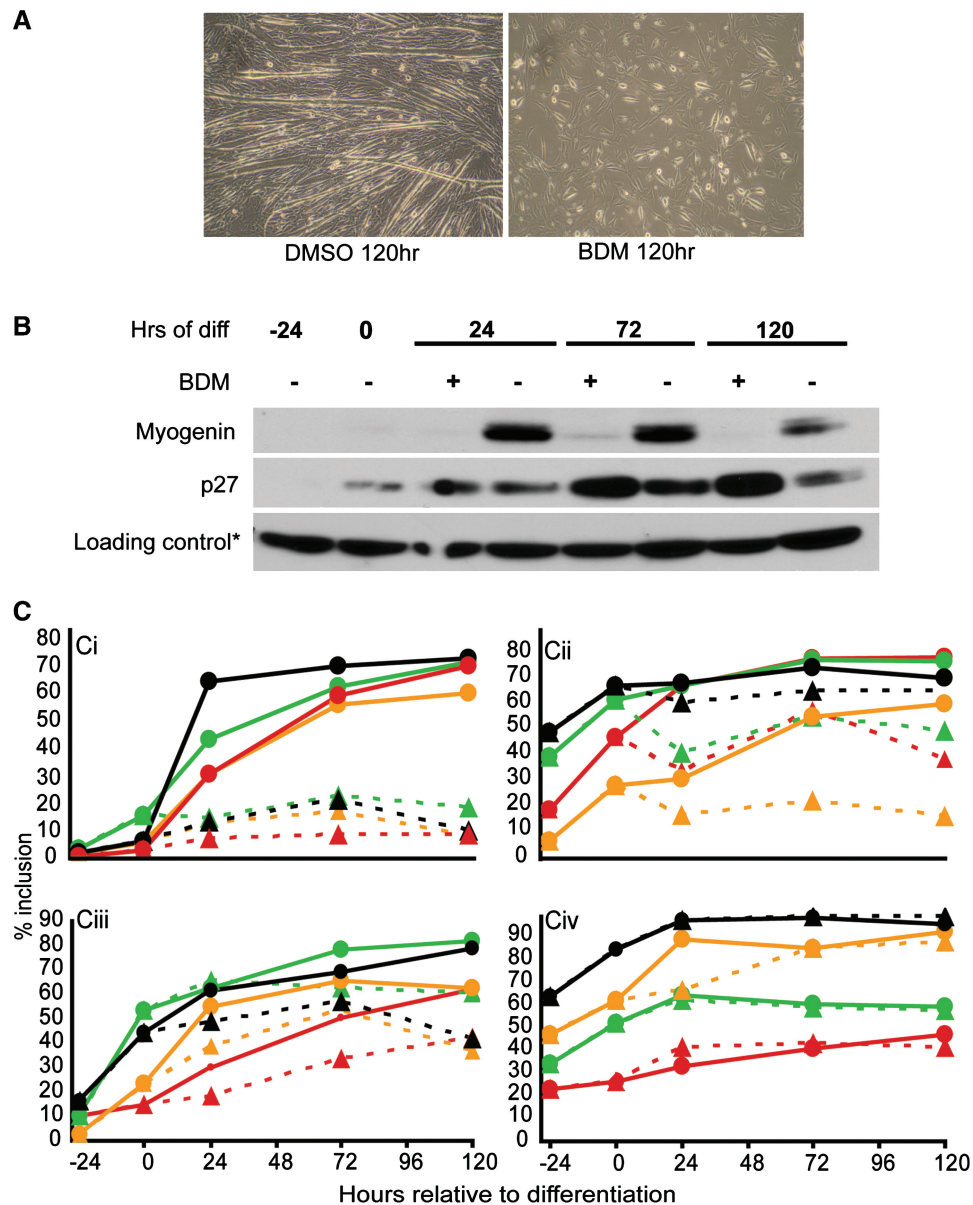 A
DMSO 120hr BDM 120hr
B
Hrs of diff -24 0 24 72 120
BDM - - + - + - + -
Myogenin
p27
Loading control*
C
Ci
80
70
60
50
40
30
20
10
0
Cii
80
70
60
50
40
30
20
10
0
% inclusion
Ciii
90
80
70
60
50
40
30
20
10
0
-24 0 24 48 72 96 120
Civ
90
80
70
60
50
40
30
20
10
0
-24 0 24 48 72 96 120
Hours relative to differentiation